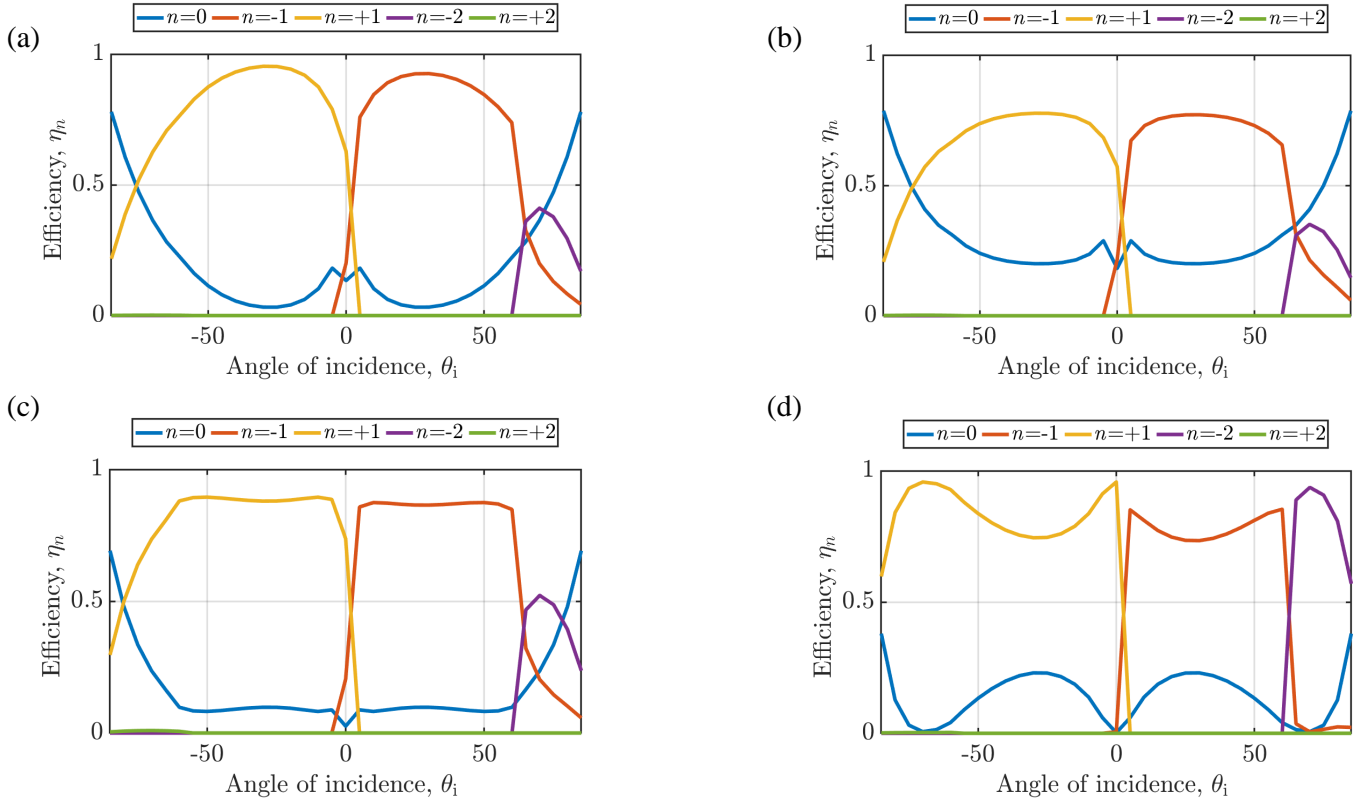 (a)
n=0 n=-1 n=+1 n=-2 n=+2
1
0.5
0
Efficiency, ηn
-50 0 50
Angle of incidence, θi
(b)
n=0 n=-1 n=+1 n=-2 n=+2
1
0.5
0
Efficiency, ηn
-50 0 50
Angle of incidence, θi
(c)
n=0 n=-1 n=+1 n=-2 n=+2
1
0.5
0
Efficiency, ηn
-50 0 50
Angle of incidence, θi
(d)
n=0 n=-1 n=+1 n=-2 n=+2
1
0.5
0
Efficiency, ηn
-50 0 50
Angle of incidence, θi